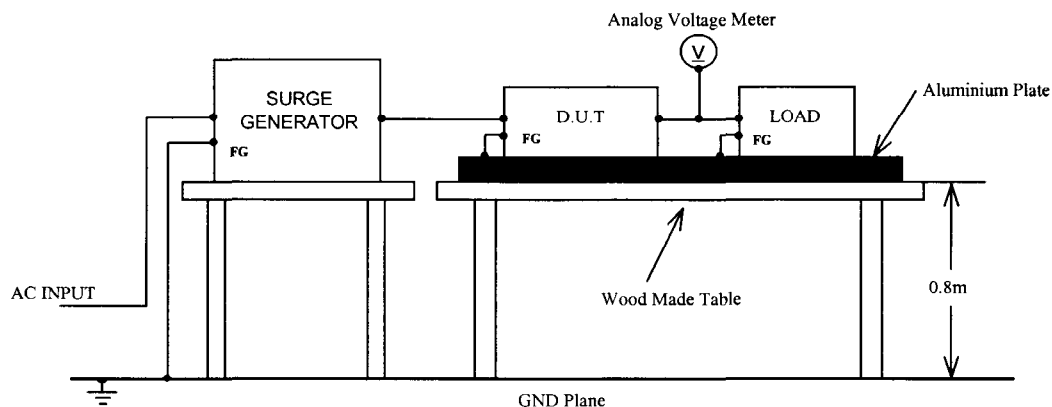 Analog Voltage Meter
V
SURGE
GENERATOR
FG
D.U.T
FG
LOAD
FG
Aluminium Plate
AC INPUT
Wood Made Table
0.8m
GND Plane